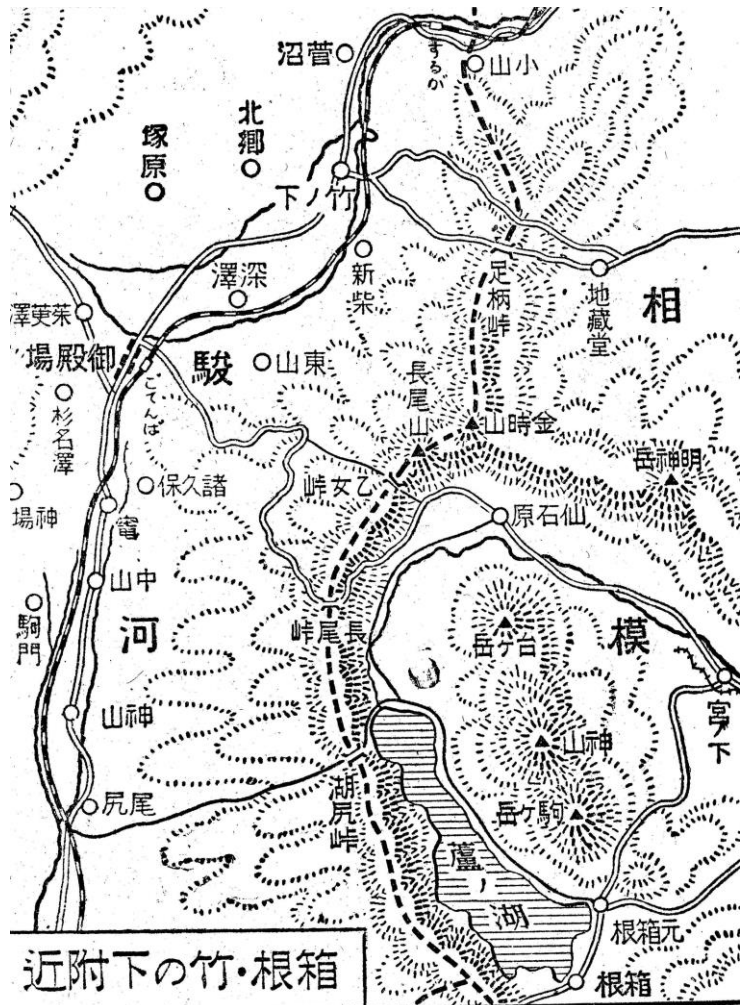 菅沼
するが
小山
北郷
塚原
竹ノ下
深澤
新柴
足柄峠
地藏堂
相
茱萸澤
御殿場
ごてんば
駿
東山
長尾山
金時山
明神岳
杉名澤
諸久保
乙女峠
仙石原
神場
竈
中山
駒門
河
長尾峠
台ヶ岳
模
宮ノ下
神山
神山
尾尻
湖尻峠
駒ヶ岳
蘆ノ湖
元箱根
箱根
箱根・竹の下附近